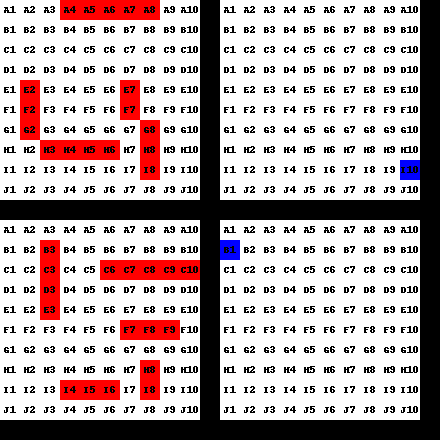 A1 A2 A3 A4 A5 A6 A7 A8 A9 A10
B1 B2 B3 B4 B5 B6 B7 B8 B9 B10
C1 C2 C3 C4 C5 C6 C7 C8 C9 C10
D1 D2 D3 D4 D5 D6 D7 D8 D9 D10
E1 E2 E3 E4 E5 E6 E7 E8 E9 E10
F1 F2 F3 F4 F5 F6 F7 F8 F9 F10
G1 G2 G3 G4 G5 G6 G7 G8 G9 G10
H1 H2 H3 H4 H5 H6 H7 H8 H9 H10
I1 I2 I3 I4 I5 I6 I7 I8 I9 I10
J1 J2 J3 J4 J5 J6 J7 J8 J9 J10
A1 A2 A3 A4 A5 A6 A7 A8 A9 A10
B1 B2 B3 B4 B5 B6 B7 B8 B9 B10
C1 C2 C3 C4 C5 C6 C7 C8 C9 C10
D1 D2 D3 D4 D5 D6 D7 D8 D9 D10
E1 E2 E3 E4 E5 E6 E7 E8 E9 E10
F1 F2 F3 F4 F5 F6 F7 F8 F9 F10
G1 G2 G3 G4 G5 G6 G7 G8 G9 G10
H1 H2 H3 H4 H5 H6 H7 H8 H9 H10
I1 I2 I3 I4 I5 I6 I7 I8 I9 I10
J1 J2 J3 J4 J5 J6 J7 J8 J9 J10
A1 A2 A3 A4 A5 A6 A7 A8 A9 A10
B1 B2 B3 B4 B5 B6 B7 B8 B9 B10
C1 C2 C3 C4 C5 C6 C7 C8 C9 C10
D1 D2 D3 D4 D5 D6 D7 D8 D9 D10
E1 E2 E3 E4 E5 E6 E7 E8 E9 E10
F1 F2 F3 F4 F5 F6 F7 F8 F9 F10
G1 G2 G3 G4 G5 G6 G7 G8 G9 G10
H1 H2 H3 H4 H5 H6 H7 H8 H9 H10
I1 I2 I3 I4 I5 I6 I7 I8 I9 I10
J1 J2 J3 J4 J5 J6 J7 J8 J9 J10
A1 A2 A3 A4 A5 A6 A7 A8 A9 A10
B1 B2 B3 B4 B5 B6 B7 B8 B9 B10
C1 C2 C3 C4 C5 C6 C7 C8 C9 C10
D1 D2 D3 D4 D5 D6 D7 D8 D9 D10
E1 E2 E3 E4 E5 E6 E7 E8 E9 E10
F1 F2 F3 F4 F5 F6 F7 F8 F9 F10
G1 G2 G3 G4 G5 G6 G7 G8 G9 G10
H1 H2 H3 H4 H5 H6 H7 H8 H9 H10
I1 I2 I3 I4 I5 I6 I7 I8 I9 I10
J1 J2 J3 J4 J5 J6 J7 J8 J9 J10